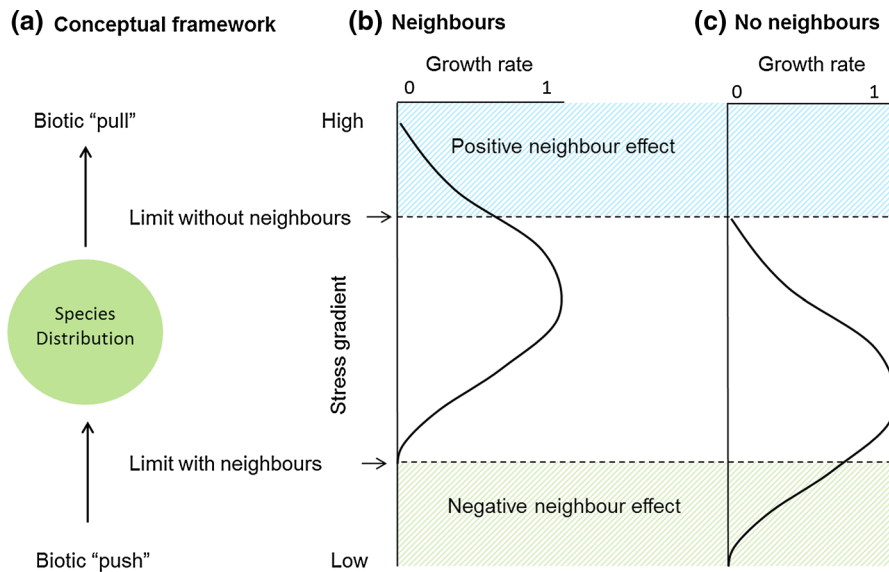 (a) Conceptual framework
(b) Neighbours
(c) No neighbours
Growth rate
0 1
Growth rate
0 1
Biotic “pull”
High
Positive neighbour effect
Limit without neighbours
Species
Distribution
Stress gradient
Limit with neighbours
Negative neighbour effect
Biotic “push”
Low